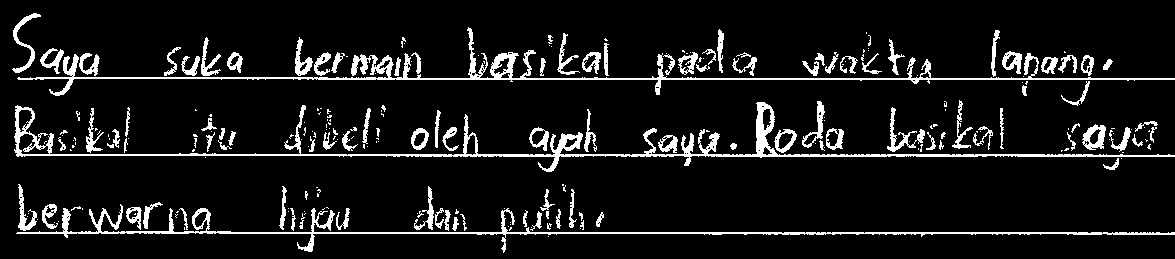 Saya suka bermain basikal pada waktu lapang.
Basikal itu dibeli oleh ayah saya. Roda basikal saya
berwarna hijau dan putih.